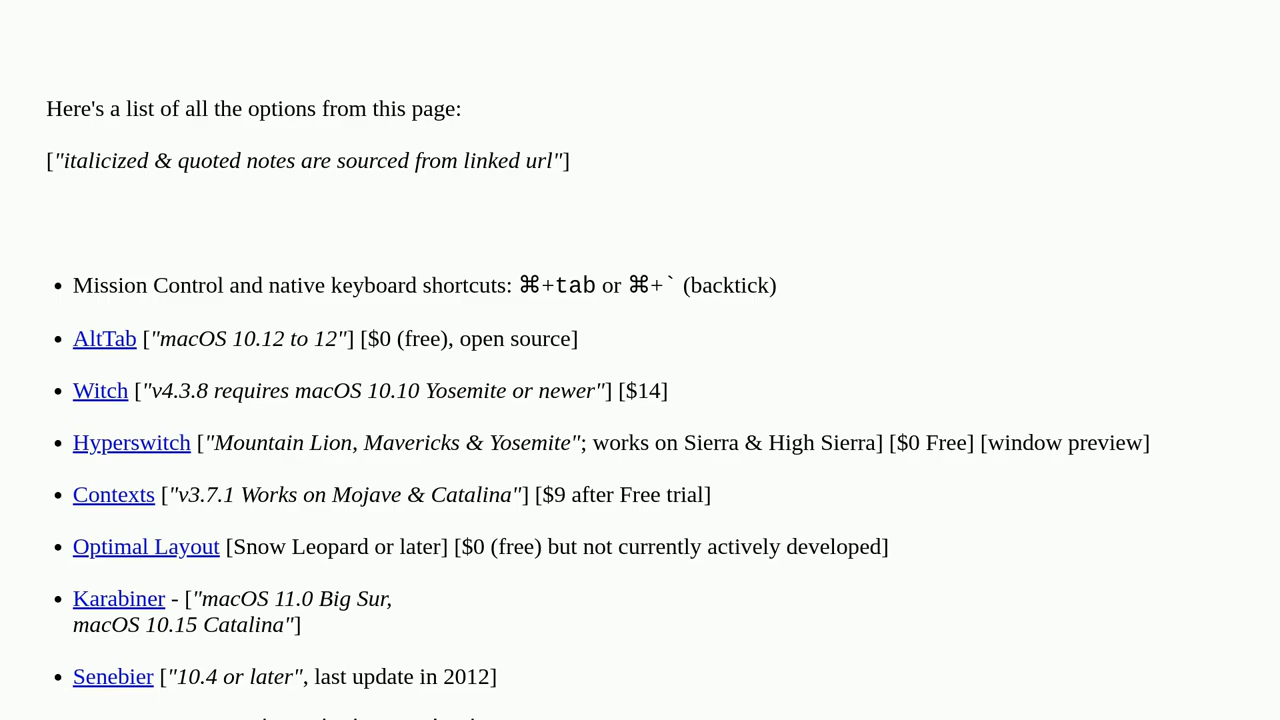 Here's a list of all the options from this page:
["italicized & quoted notes are sourced from linked url"]
• Mission Control and native keyboard shortcuts: ⌘+tab or ⌘+` (backtick)
• AltTab ["macOS 10.12 to 12"] [$0 (free), open source]
• Witch ["v4.3.8 requires macOS 10.10 Yosemite or newer"] [$14]
• Hyperswitch ["Mountain Lion, Mavericks & Yosemite"; works on Sierra & High Sierra] [$0 Free] [window preview]
• Contexts ["v3.7.1 Works on Mojave & Catalina"] [$9 after Free trial]
• Optimal Layout [Snow Leopard or later] [$0 (free) but not currently actively developed]
• Karabiner - ["macOS 11.0 Big Sur,
macOS 10.15 Catalina"]
• Senebier ["10.4 or later", last update in 2012]